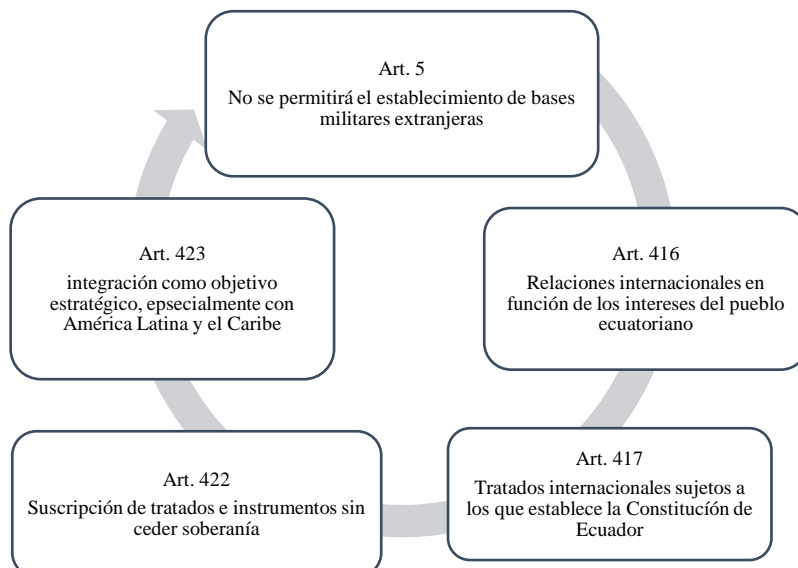 Art. 5
No se permitirá el establecimiento de bases
militares extranjeras
Art. 416
Relaciones internacionales en
función de los intereses del pueblo
ecuatoriano
Art. 417
Tratados internacionales sujetos a
los que establece la Constitucíón de
Ecuador
Art. 422
Suscripción de tratados e instrumentos sin
ceder soberanía
Art. 423
integración como objetivo
estratégico, epsecialmente con
América Latina y el Caribe